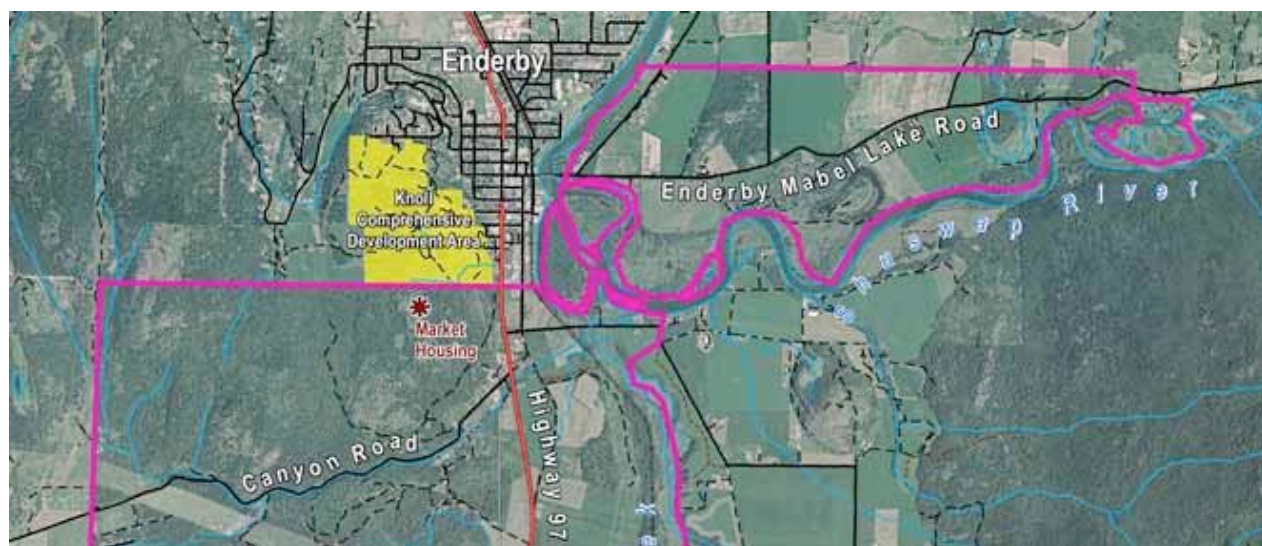 Enderby
Enderby Mabel Lake Road
Knoll
Comprehensive
Development Area
Shuswap River
Market
Housing
Canyon Road
Highway 97